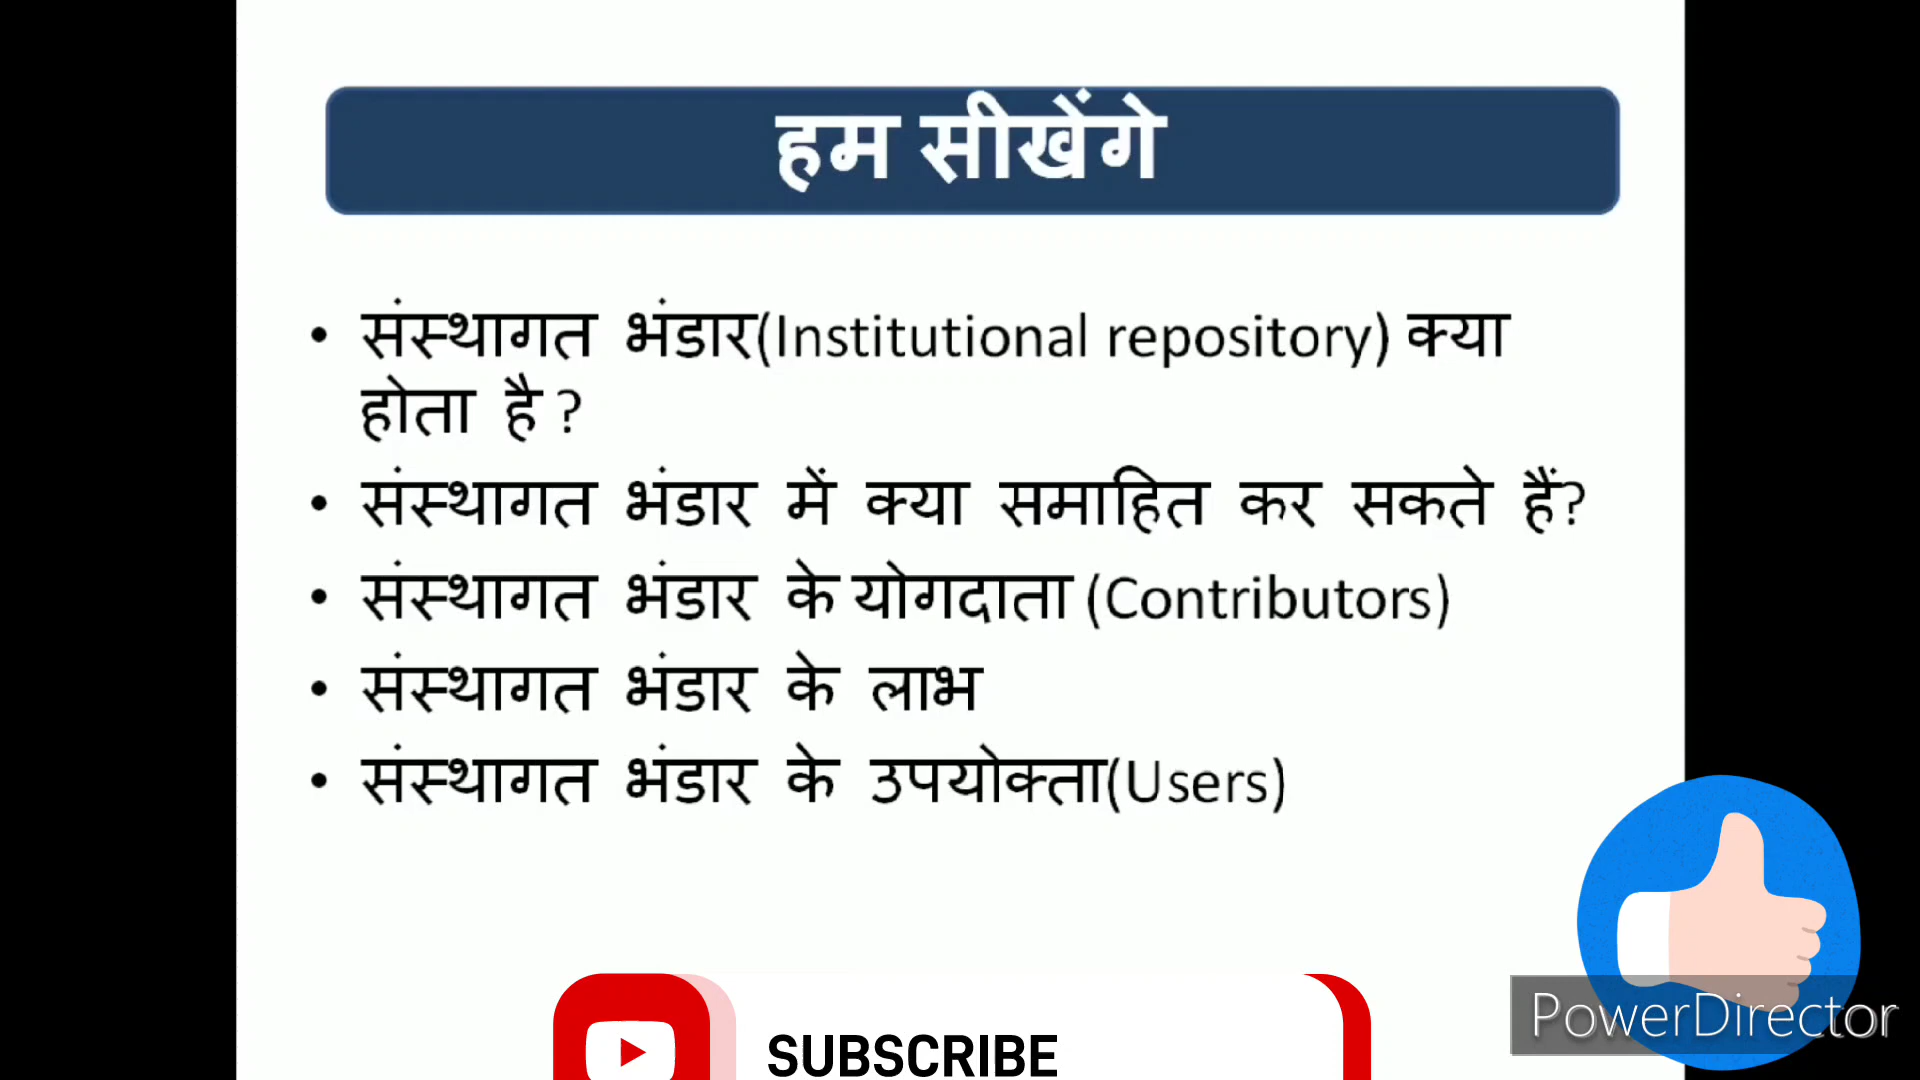 हम सीखेंगे
• संस्थागत भंडार(Institutional repository) क्या
होता है ?
• संस्थागत भंडार में क्या समाहित कर सकते हैं?
• संस्थागत भंडार के योगदाता (Contributors)
• संस्थागत भंडार के लाभ
• संस्थागत भंडार के उपयोक्ता(Users)
PowerDirector
SUBSCRIBE